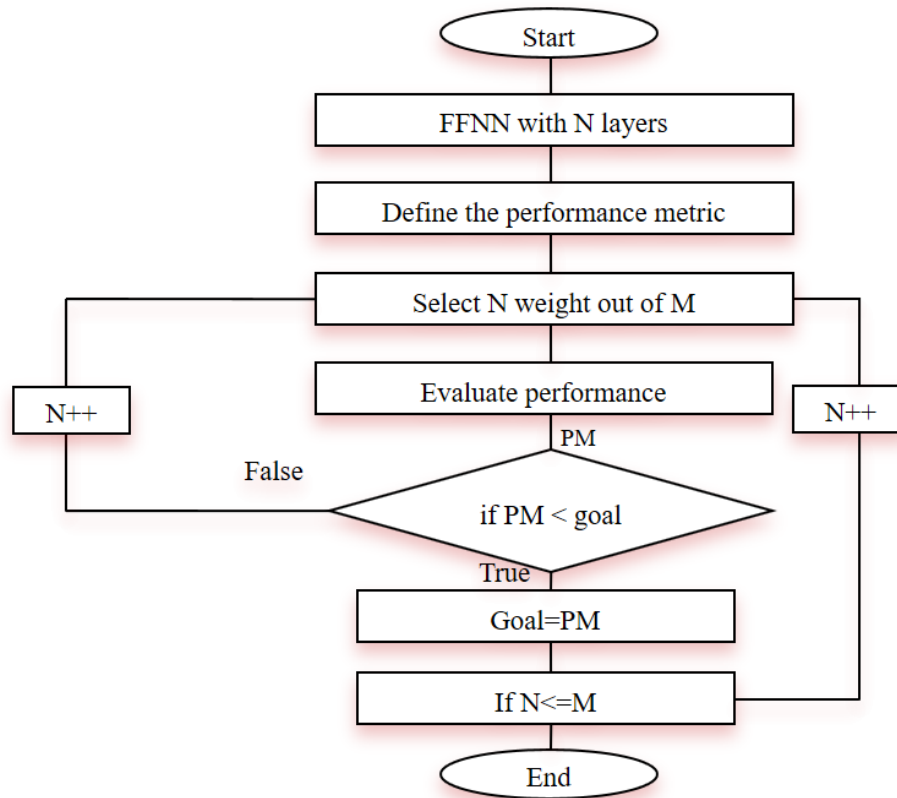 Start
FFNN with N layers
Define the performance metric
Select N weight out of M
Evaluate performance
N++
N++
PM
False
if PM < goal
True
Goal=PM
If N<=M
End